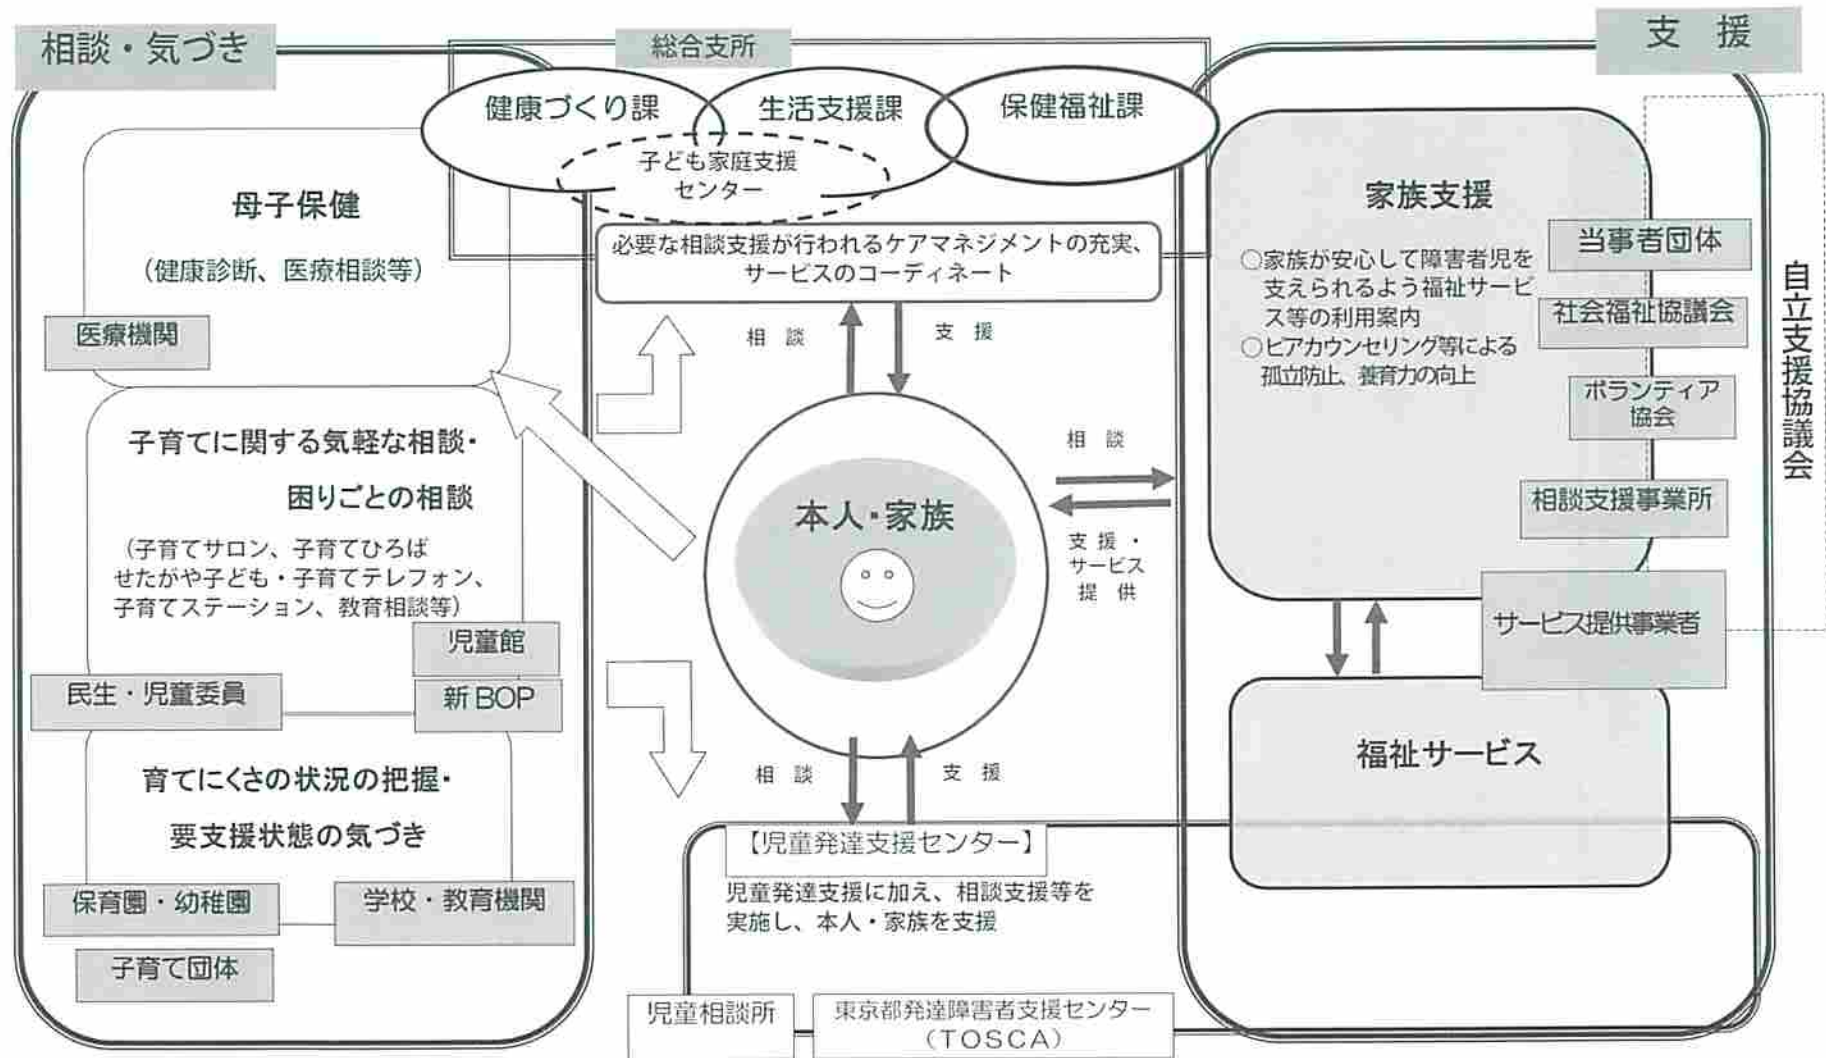 相談・気づき
総合支所
支　援
健康づくり課
生活支援課
保健福祉課
子ども家庭支援
センター
必要な相談支援が行われるケアマネジメントの充実、
サービスのコーディネート
母子保健
（健康診断、医療相談等）
医療機関
子育てに関する気軽な相談・
困りごとの相談
（子育てサロン、子育てひろば
せたがや子ども・子育てテレフォン、
子育てステーション、教育相談等）
児童館
民生・児童委員
新BOP
育てにくさの状況の把握・
要支援状態の気づき
保育園・幼稚園
学校・教育機関
子育て団体
相　談
支　援
本人・家族
相　談
支 援 ・
サービス
提　供
相　談
支　援
【児童発達支援センター】
児童発達支援に加え、相談支援等を
実施し、本人・家族を支援
児童相談所
東京都発達障害者支援センター
（TOSCA）
家族支援
○家族が安心して障害者児を
支えられるよう福祉サービ
ス等の利用案内
○ピアカウンセリング等による
孤立防止、養育力の向上
当事者団体
社会福祉協議会
ボランティア
協会
相談支援事業所
サービス提供事業者
自立支援協議会
福祉サービス